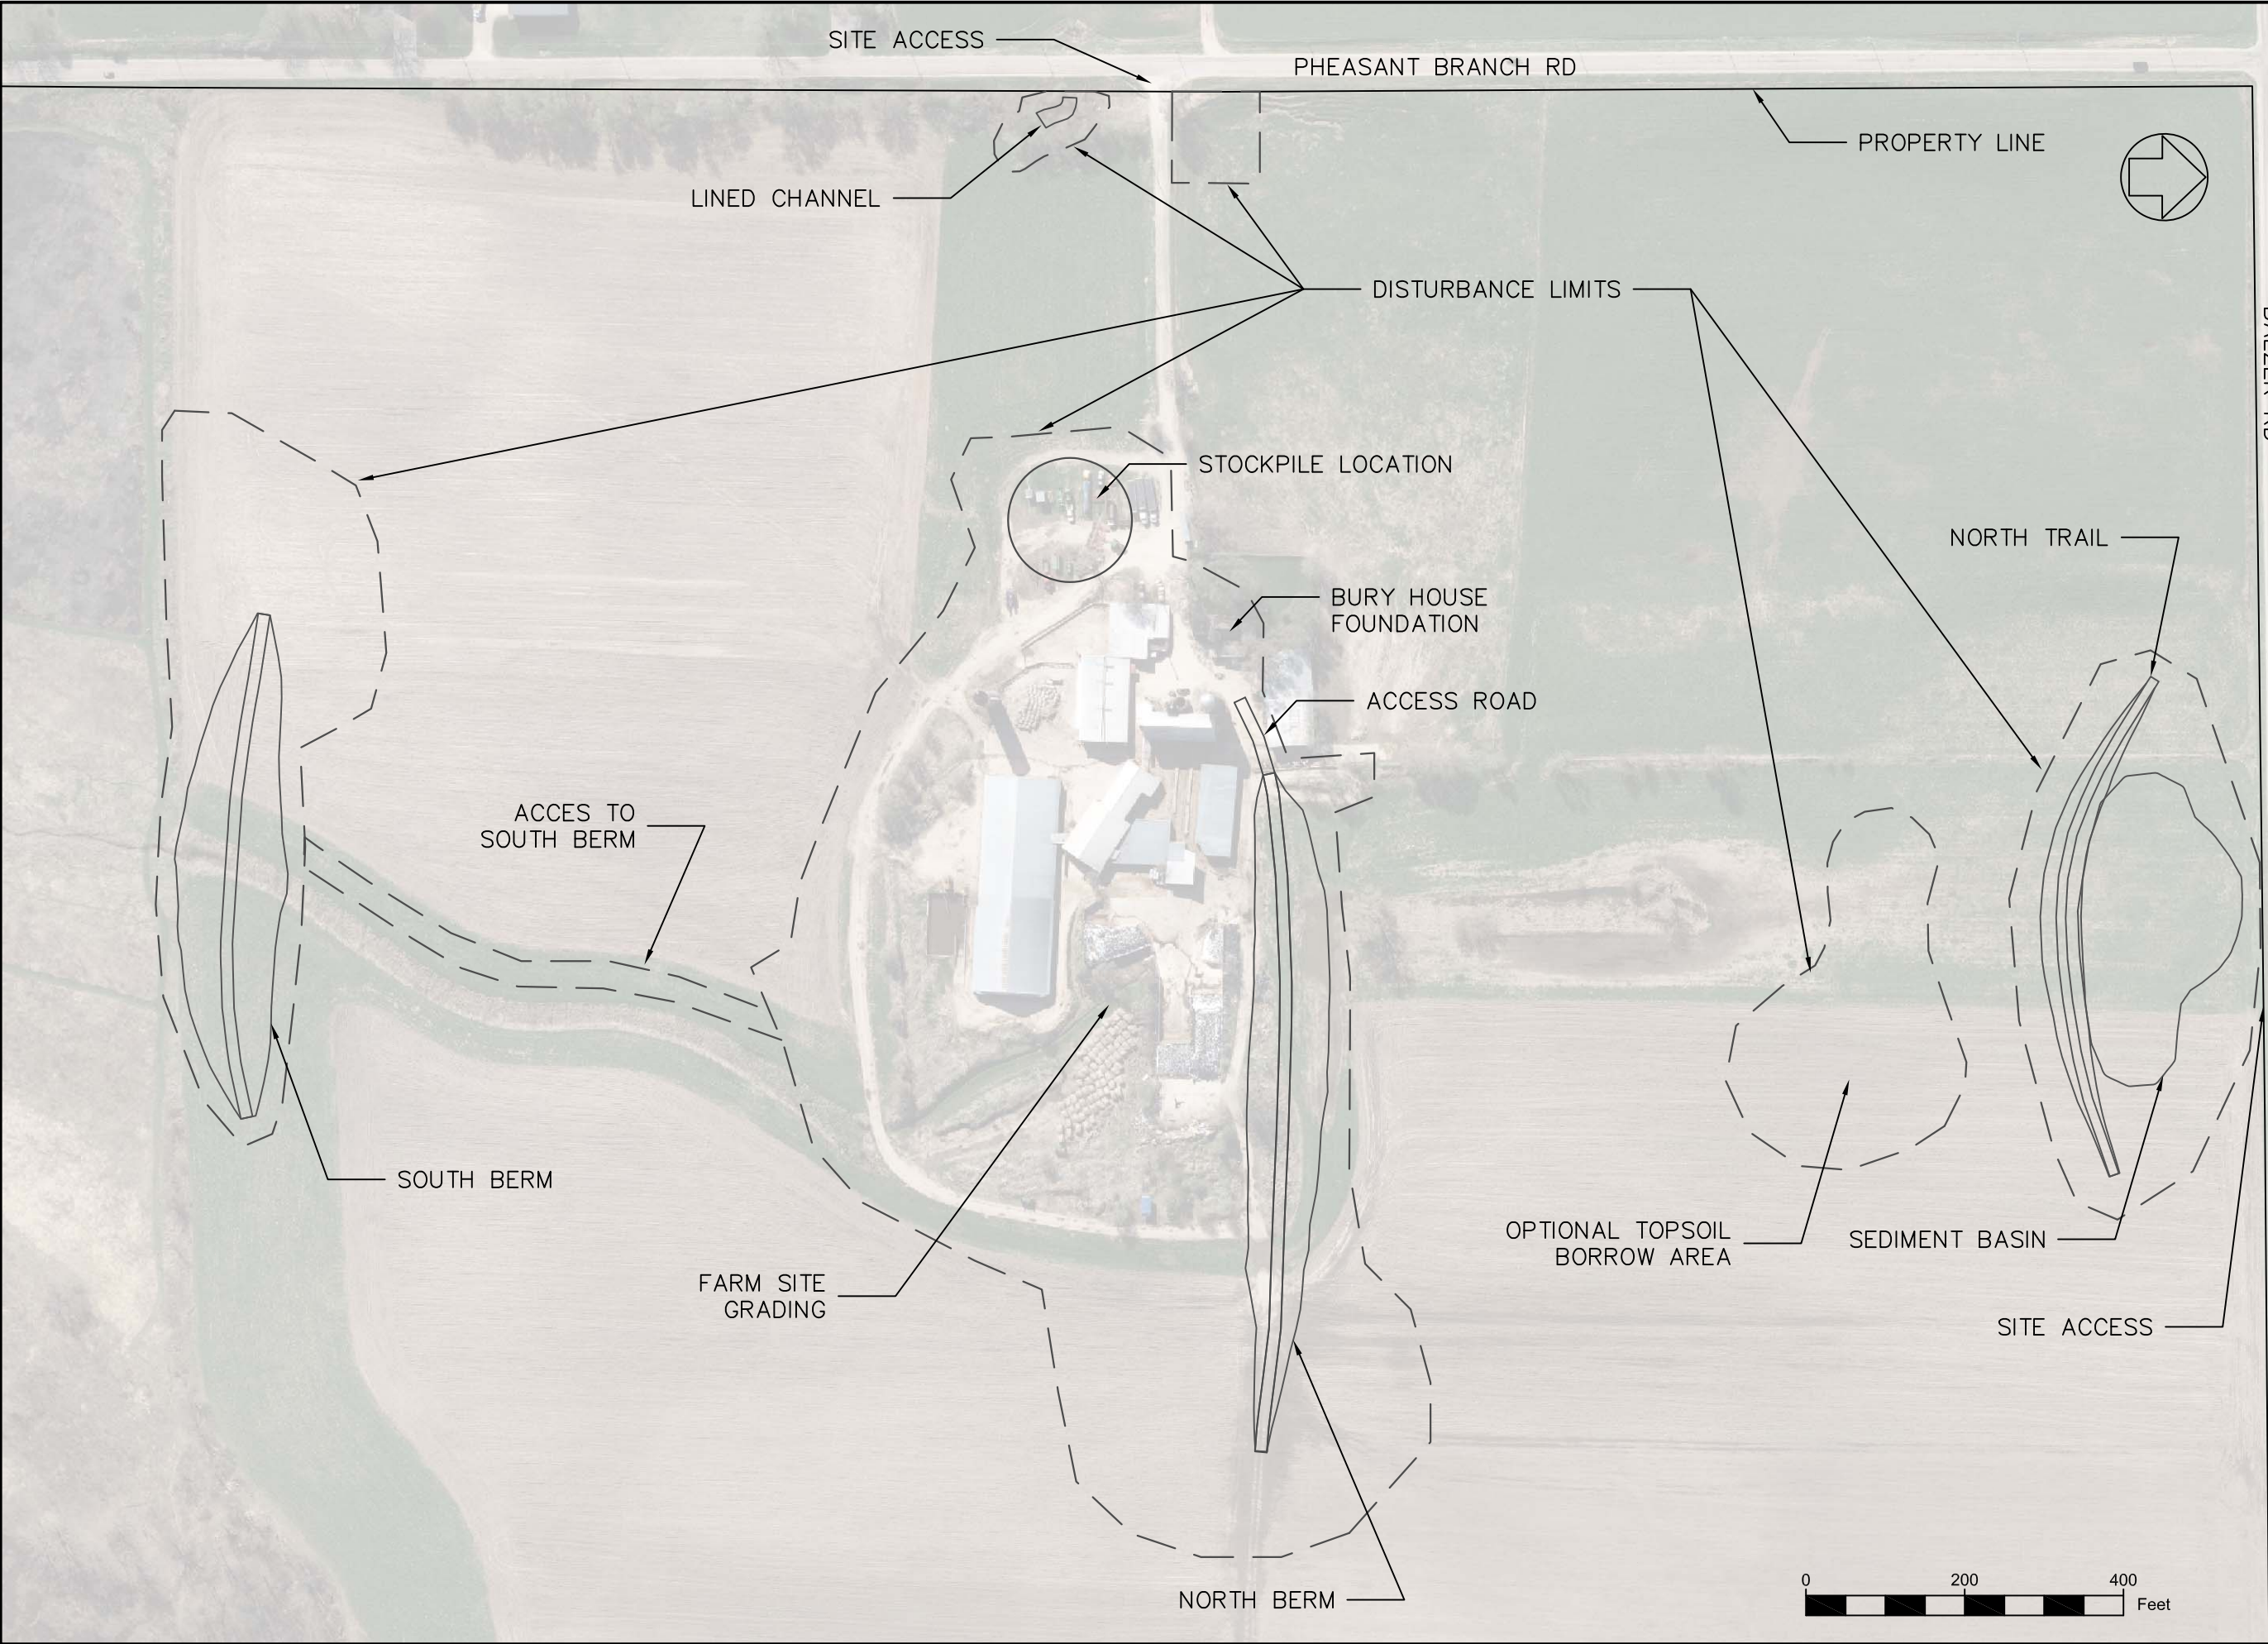 SITE ACCESS
PHEASANT BRANCH RD
PROPERTY LINE
LINED CHANNEL
DISTURBANCE LIMITS
STOCKPILE LOCATION
NORTH TRAIL
BURY HOUSE
FOUNDATION
ACCESS ROAD
ACCES TO
SOUTH BERM
SOUTH BERM
OPTIONAL TOPSOIL
BORROW AREA
SEDIMENT BASIN
FARM SITE
GRADING
SITE ACCESS
NORTH BERM
0 200 400
Feet